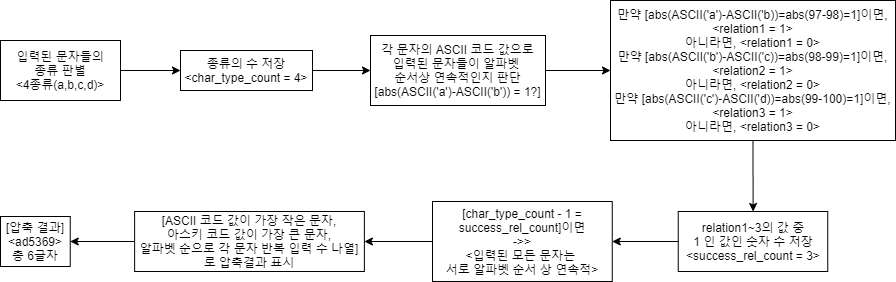 입력된 문자들의
종류 판별
<4종류(a,b,c,d)>
종류의 수 저장
<char_type_count = 4>
각 문자의 ASCII 코드 값으로
입력된 문자들이 알파벳
순서상 연속적인지 판단
[abs(ASCII('a')-ASCII('b')) = 1?]
만약 [abs(ASCII('a')-ASCII('b))=abs(97-98)=1]이면,
<relation1 = 1>
아니라면, <relation1 = 0>
만약 [abs(ASCII('b')-ASCII('c))=abs(98-99)=1]이면,
<relation2 = 1>
아니라면, <relation2 = 0>
만약 [abs(ASCII('c')-ASCII('d))=abs(99-100)=1]이면,
<relation3 = 1>
아니라면, <relation3 = 0>
relation1~3의 값 중
1 인 값인 숫자 수 저장
<success_rel_count = 3>
[char_type_count - 1 =
success_rel_count]이면
->>
<입력된 모든 문자는
서로 알파벳 순서 상 연속적>
[ASCII 코드 값이 가장 작은 문자,
아스키 코드 값이 가장 큰 문자,
알파벳 순으로 각 문자 반복 입력 수 나열]
로 압축결과 표시
[압축 결과]
<ad5369>
총 6글자